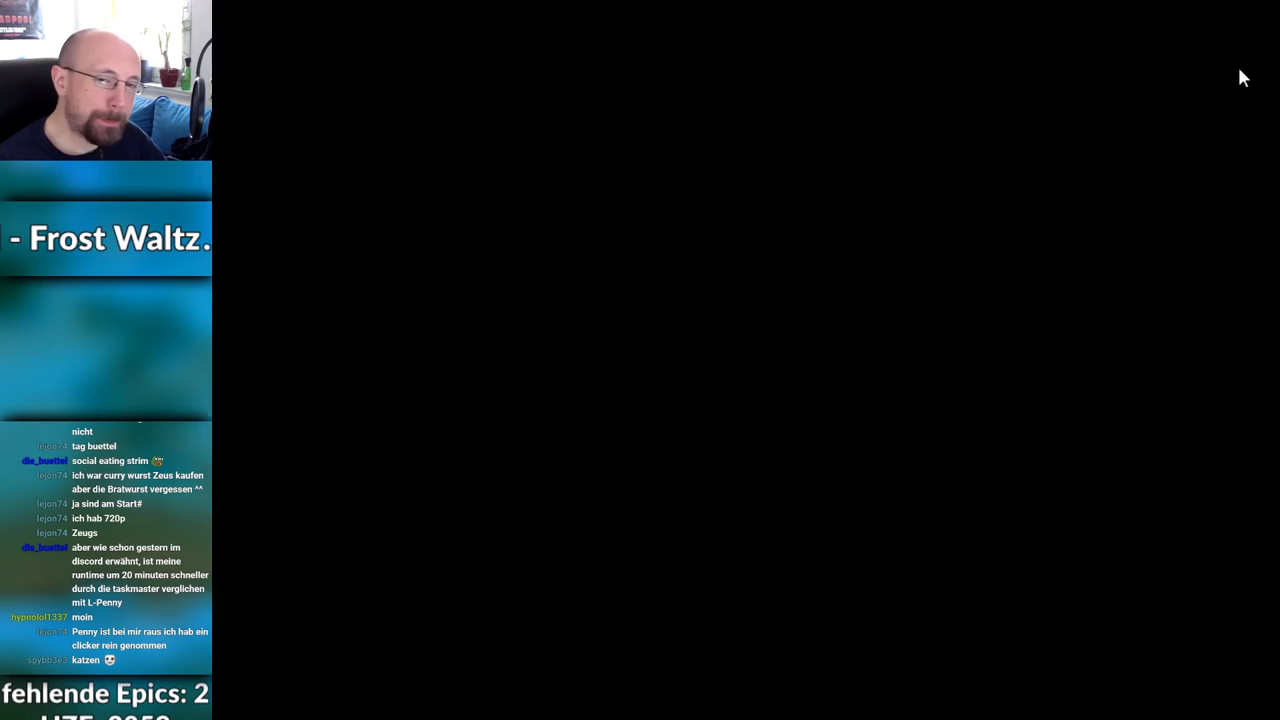 - Frost Waltz.
nicht
lejon74 tag buettel
die_buettel social eating strim
lejon74 ich war curry wurst Zeus kaufen
aber die Bratwurst vergessen ^^
lejon74 ja sind am Start#
lejon74 ich hab 720p
lejon74 Zeugs
die_buettel aber wie schon gestern im
discord erwähnt, ist meine
runtime um 20 minuten schneller
durch die taskmaster verglichen
mit L-Penny
hypnolol1337 moin
lejon74 Penny ist bei mir raus ich hab ein
clicker rein genommen
spybb3e3 katzen
fehlende Epics: 2